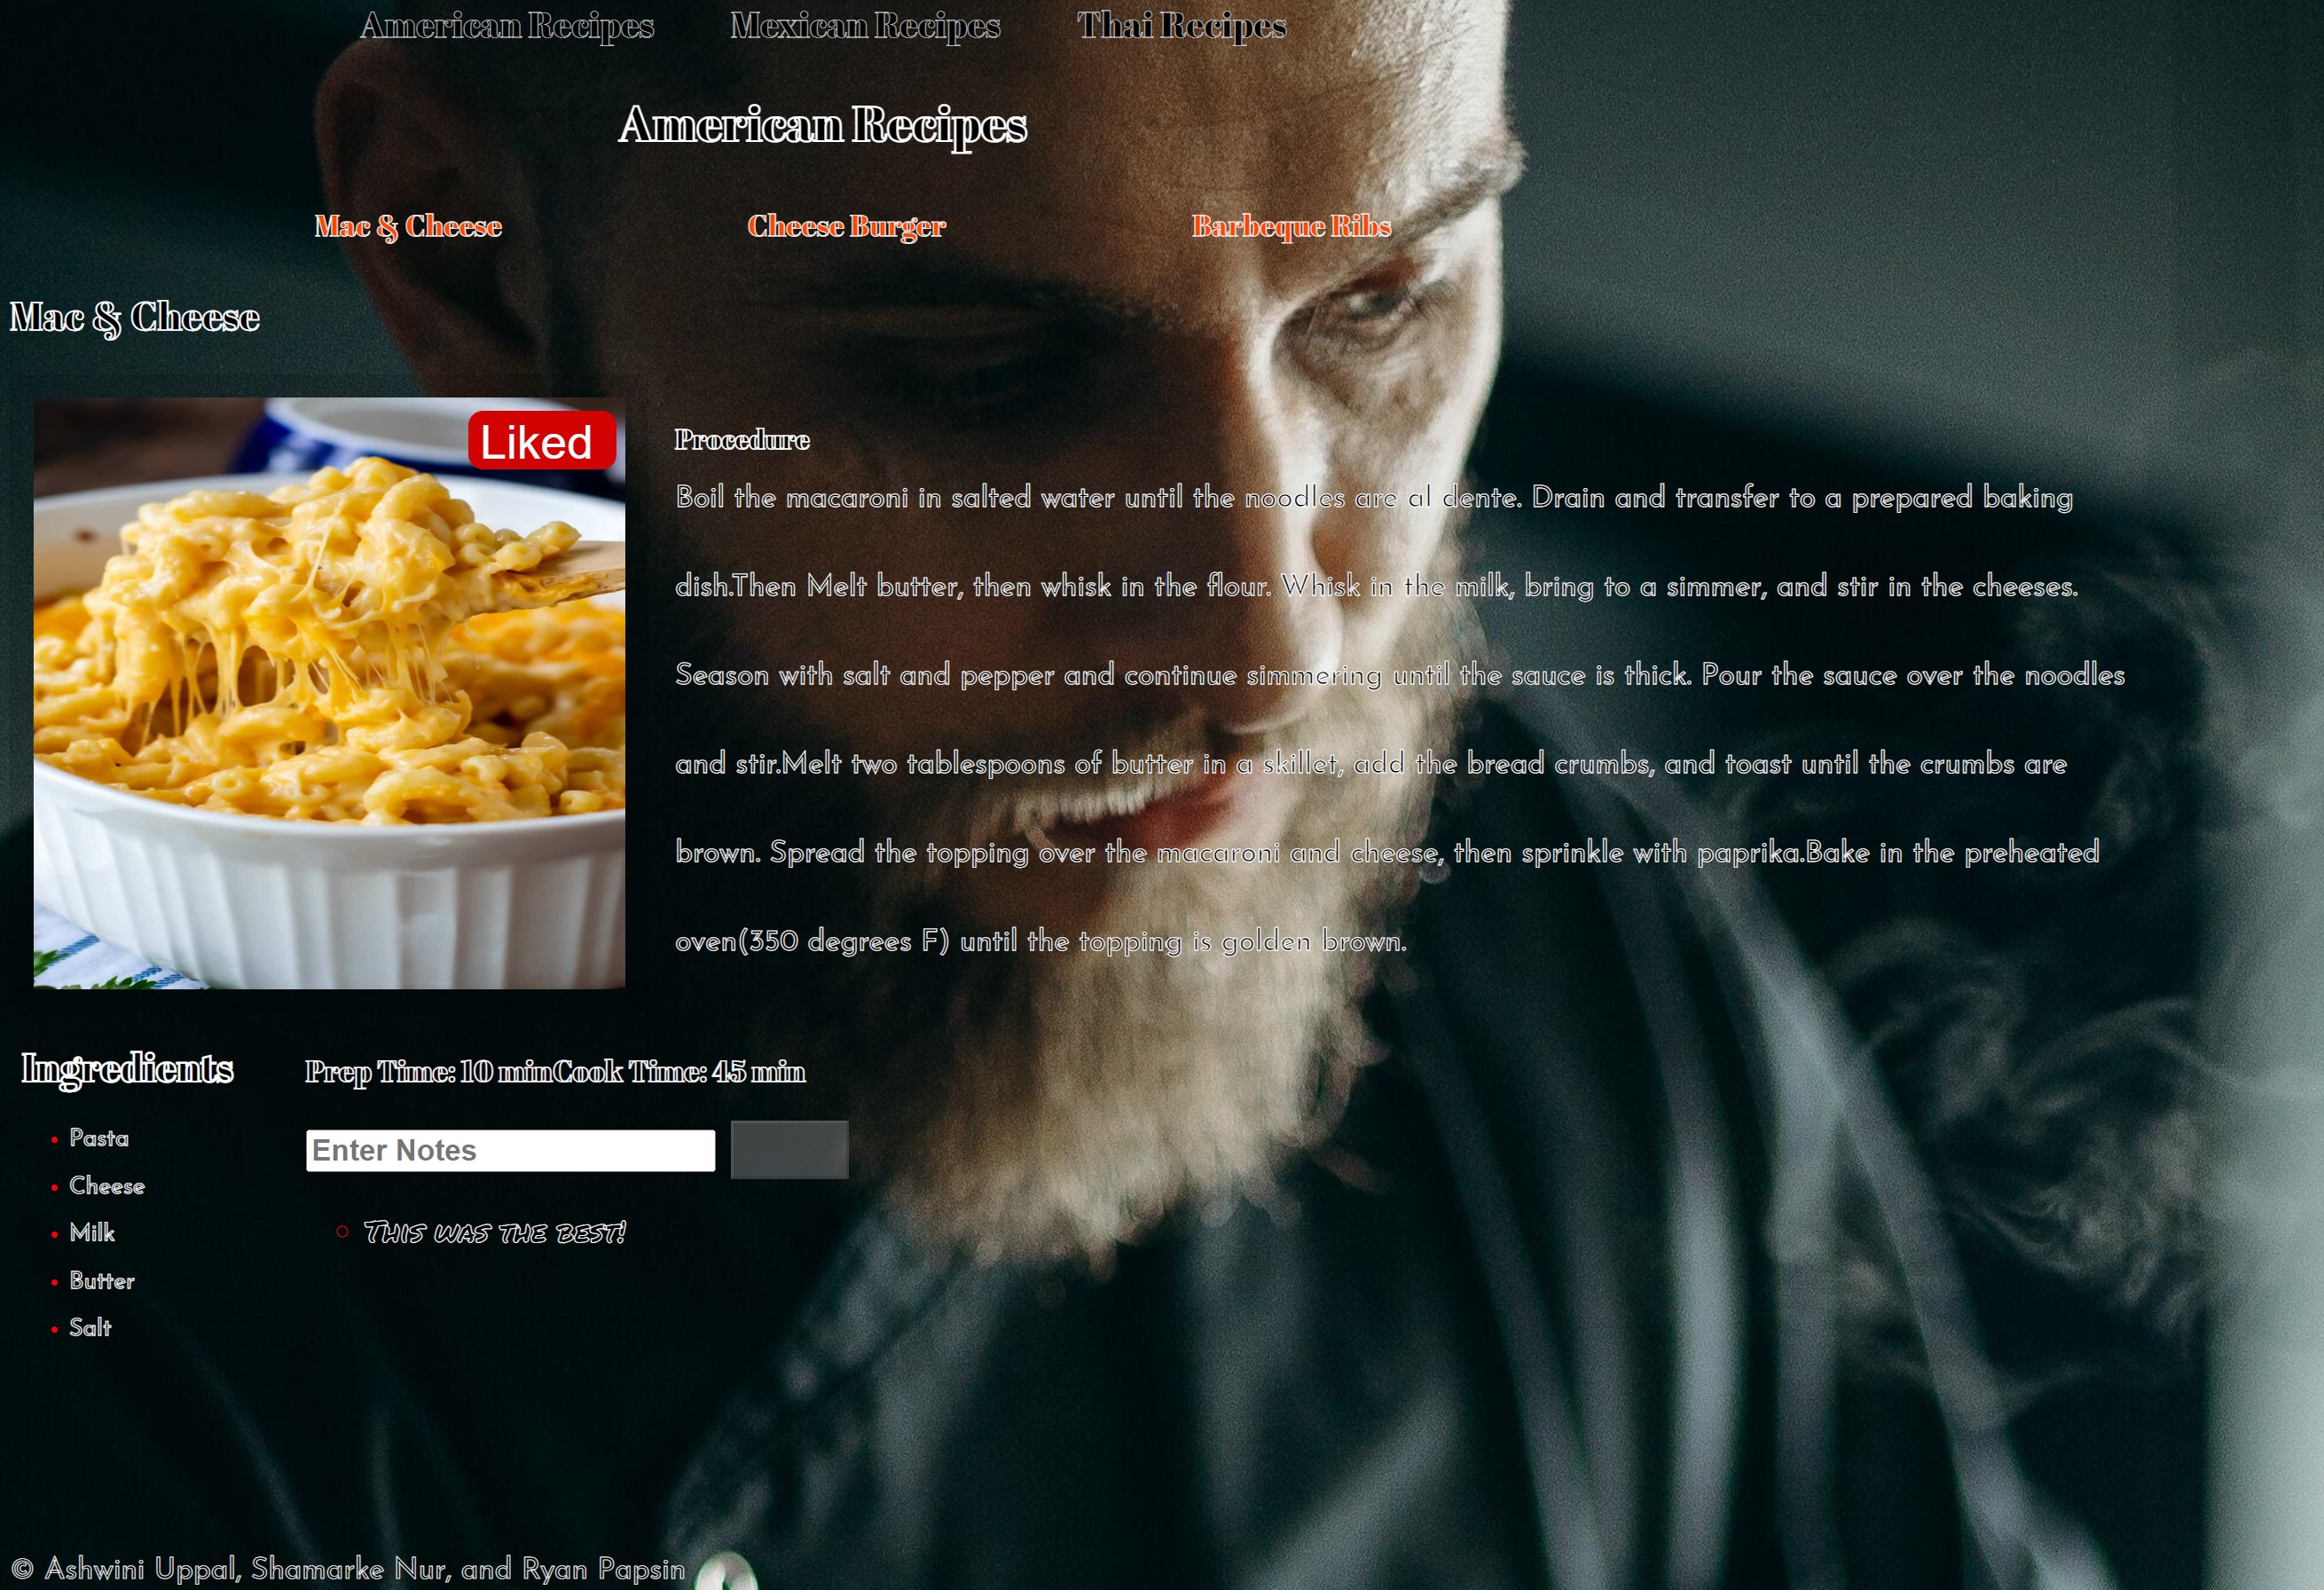 American Recipes Mexican Recipes Thai Recipes
American Recipes
Mac & Cheese Cheese Burger Barbeque Ribs
Mac & Cheese
Liked
Procedure
Boil the macaroni in salted water until the noodles are al dente. Drain and transfer to a prepared baking
dish.Then Melt butter, then whisk in the flour. Whisk in the milk, bring to a simmer, and stir in the cheeses.
Season with salt and pepper and continue simmering until the sauce is thick. Pour the sauce over the noodles
and stir.Melt two tablespoons of butter in a skillet, add the bread crumbs, and toast until the crumbs are
brown. Spread the topping over the macaroni and cheese, then sprinkle with paprika.Bake in the preheated
oven(350 degrees F) until the topping is golden brown.
Ingredients
Pasta
Cheese
Milk
Butter
Salt
Prep Time: 10 minCook Time: 45 min
Enter Notes
This was the best!
© Ashwini Uppal, Shamarke Nur, and Ryan Papsin